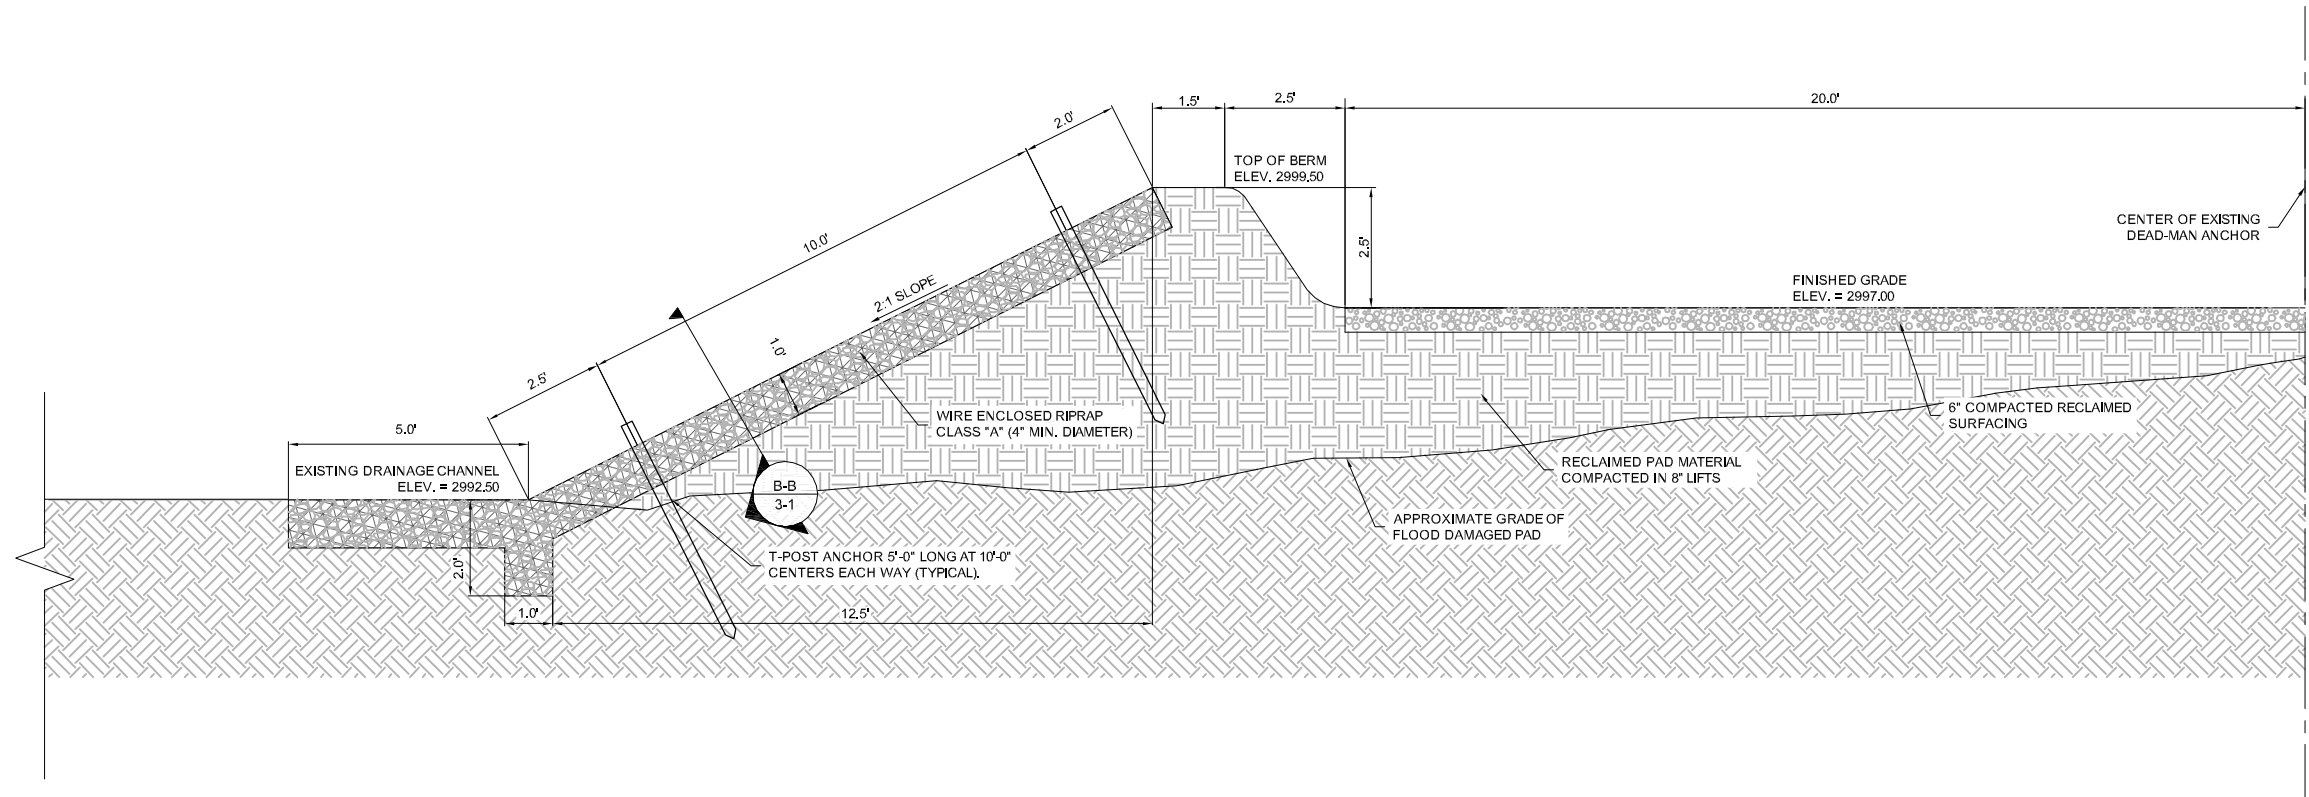 1.5'
2.5'
20.0'
2.0'
TOP OF BERM
ELEV. 2999.50
10.0'
2.5'
CENTER OF EXISTING
DEAD-MAN ANCHOR
2:1 SLOPE
FINISHED GRADE
ELEV. = 2997.00
1.0'
2.5'
WIRE ENCLOSED RIPRAP
CLASS "A" (4" MIN. DIAMETER)
6" COMPACTED RECLAIMED
SURFACING
5.0'
EXISTING DRAINAGE CHANNEL
ELEV. = 2992.50
RECLAIMED PAD MATERIAL
COMPACTED IN 8" LIFTS
B-B
3-1
APPROXIMATE GRADE OF
FLOOD DAMAGED PAD
T-POST ANCHOR 5'-0" LONG AT 10'-0"
CENTERS EACH WAY (TYPICAL).
2.0'
1.0'
12.5'